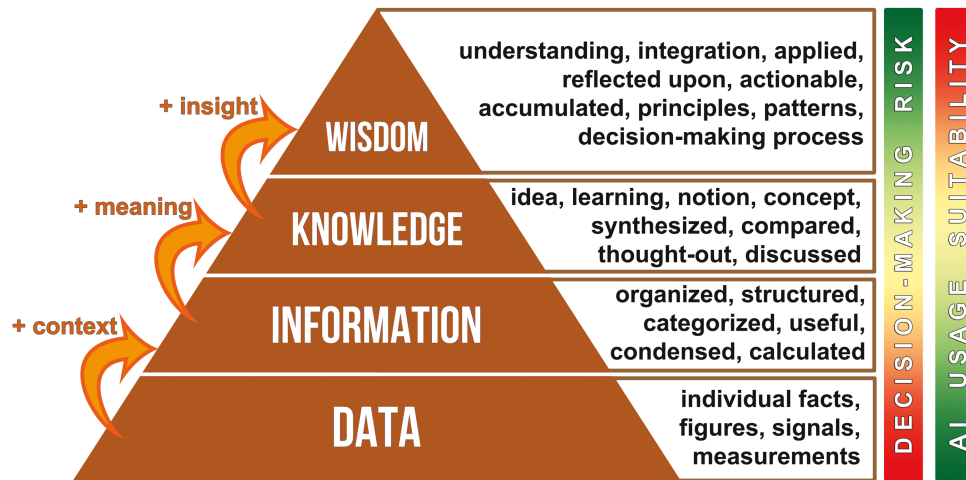 understanding, integration, applied,
reflected upon, actionable,
accumulated, principles, patterns,
decision-making process
+ insight
WISDOM
idea, learning, notion, concept,
synthesized, compared,
thought-out, discussed
+ meaning
KNOWLEDGE
organized, structured,
categorized, useful,
condensed, calculated
+ context
INFORMATION
individual facts,
figures, signals,
measurements
DATA
DECISION-MAKING RISK
AI USAGE SUITABILITY